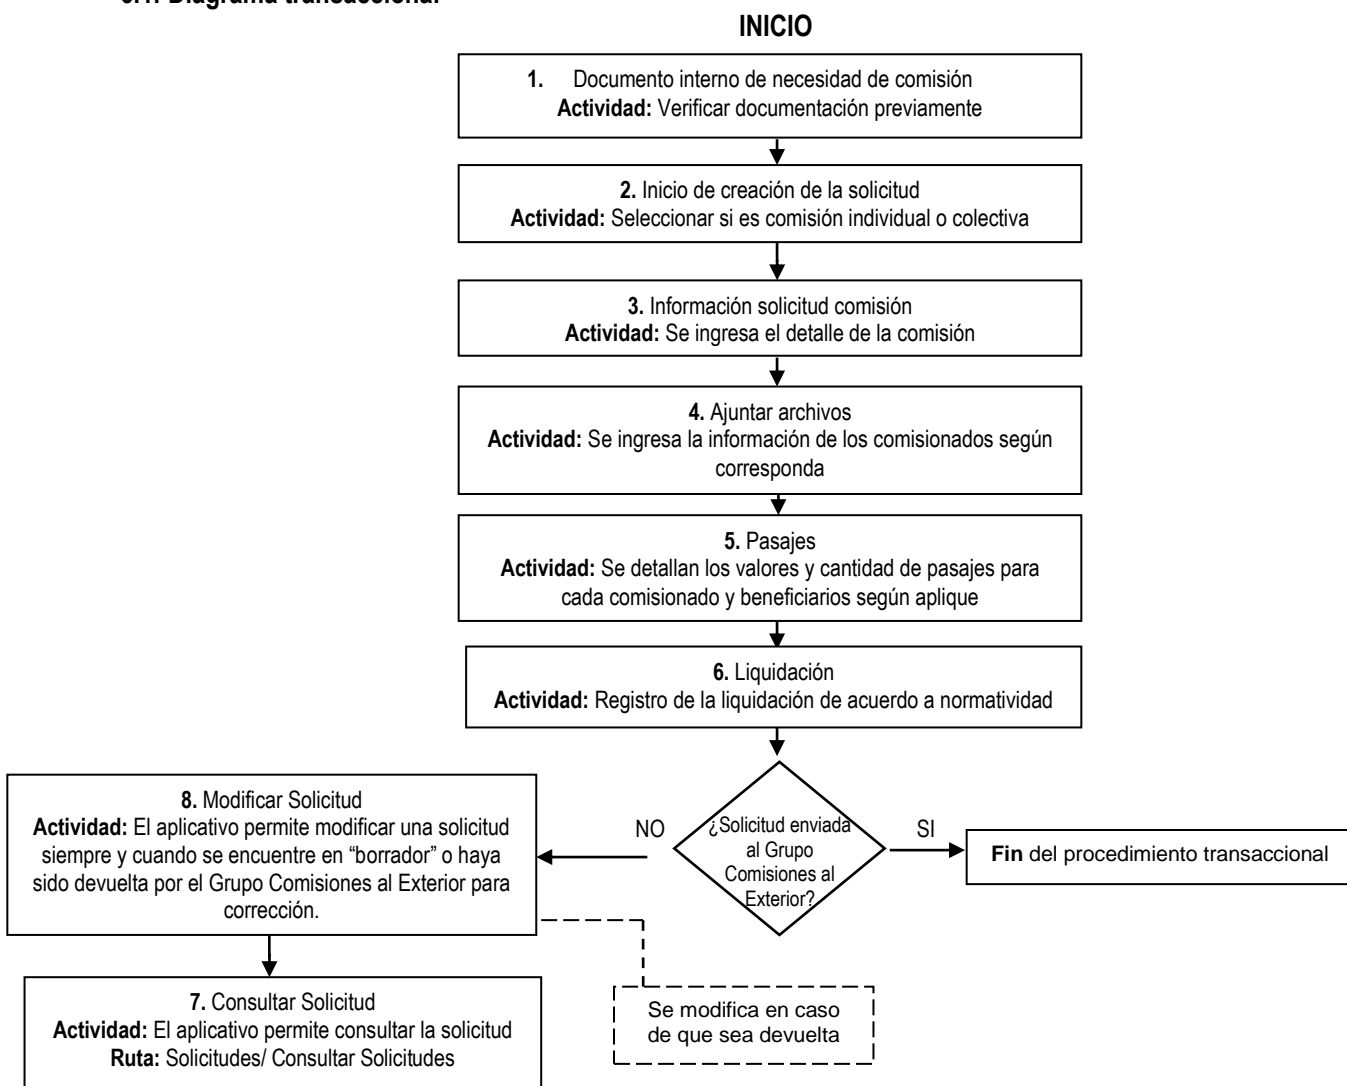 INICIO
1. Documento interno de necesidad de comisión
Actividad: Verificar documentación previamente
2. Inicio de creación de la solicitud
Actividad: Seleccionar si es comisión individual o colectiva
3. Información solicitud comisión
Actividad: Se ingresa el detalle de la comisión
4. Ajuntar archivos
Actividad: Se ingresa la información de los comisionados según
corresponda
5. Pasajes
Actividad: Se detallan los valores y cantidad de pasajes para
cada comisionado y beneficiarios según aplique
6. Liquidación
Actividad: Registro de la liquidación de acuerdo a normatividad
¿Solicitud enviada
al Grupo
Comisiones al
Exterior?
NO
SI
Fin del procedimiento transaccional
8. Modificar Solicitud
Actividad: El aplicativo permite modificar una solicitud
siempre y cuando se encuentre en “borrador” o haya
sido devuelta por el Grupo Comisiones al Exterior para
corrección.
7. Consultar Solicitud
Actividad: El aplicativo permite consultar la solicitud
Ruta: Solicitudes/ Consultar Solicitudes
Se modifica en caso
de que sea devuelta